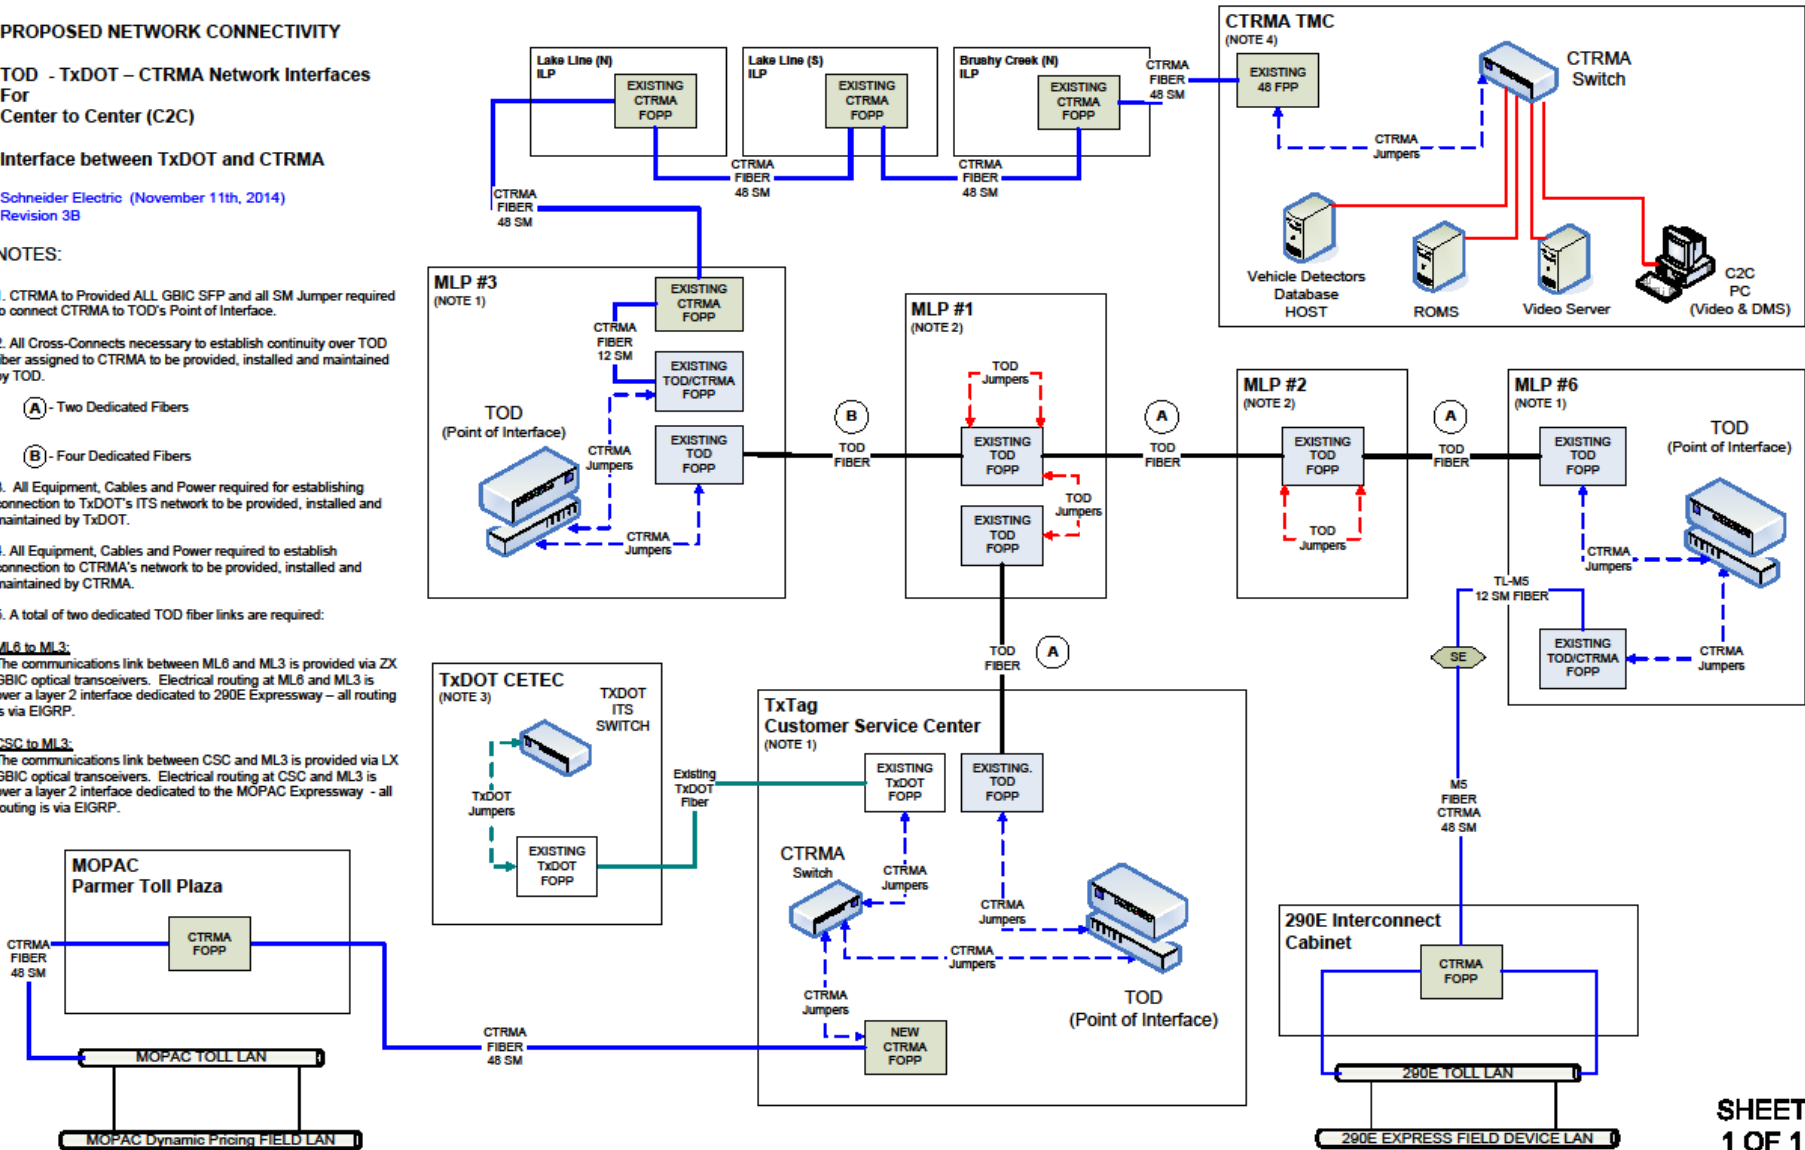 PROPOSED NETWORK CONNECTIVITY
TOD - TxDOT – CTRMA Network Interfaces
For
Center to Center (C2C)
Interface between TxDOT and CTRMA
Schneider Electric (November 11th, 2014)
Revision 3B
NOTES:
1. CTRMA to Provided ALL GBIC SFP and all SM Jumper required
to connect CTRMA to TOD's Point of Interface.
2. All Cross-Connects necessary to establish continuity over TOD
fiber assigned to CTRMA to be provided, installed and maintained
by TOD.
A - Two Dedicated Fibers
B - Four Dedicated Fibers
3. All Equipment, Cables and Power required for establishing
connection to TxDOT's ITS network to be provided, installed and
maintained by TxDOT.
4. All Equipment, Cables and Power required to establish
connection to CTRMA's network to be provided, installed and
maintained by CTRMA.
5. A total of two dedicated TOD fiber links are required:
ML6 to ML3:
The communications link between ML6 and ML3 is provided via ZX
GBIC optical transceivers. Electrical routing at ML6 and ML3 is
over a layer 2 interface dedicated to 290E Expressway – all routing
is via EIGRP.
CSC to ML3:
The communications link between CSC and ML3 is provided via LX
GBIC optical transceivers. Electrical routing at CSC and ML3 is
over a layer 2 interface dedicated to the MOPAC Expressway - all
routing is via EIGRP.
Lake Line (N)
ILP
EXISTING
CTRMA
FOPP
Lake Line (S)
ILP
EXISTING
CTRMA
FOPP
Brushy Creek (N)
ILP
EXISTING
CTRMA
FOPP
CTRMA
FIBER
48 SM
CTRMA
FIBER
48 SM
CTRMA
FIBER
48 SM
CTRMA
FIBER
48 SM
CTRMA TMC
(NOTE 4)
EXISTING
48 FPP
CTRMA
Switch
CTRMA
Jumpers
Vehicle Detectors
Database
HOST
ROMS
Video Server
C2C
PC
(Video & DMS)
MLP #3
(NOTE 1)
EXISTING
CTRMA
FOPP
CTRMA
FIBER
12 SM
EXISTING
TOD/CTRMA
FOPP
TOD
(Point of Interface)
CTRMA
Jumpers
EXISTING
TOD
FOPP
CTRMA
Jumpers
B
TOD
FIBER
MLP #1
(NOTE 2)
TOD
Jumpers
EXISTING
TOD
FOPP
TOD
Jumpers
EXISTING
TOD
FOPP
A
TOD
FIBER
MLP #2
(NOTE 2)
EXISTING
TOD
FOPP
TOD
Jumpers
A
TOD
FIBER
MLP #6
(NOTE 1)
EXISTING
TOD
FOPP
TOD
(Point of Interface)
CTRMA
Jumpers
TL-M5
12 SM FIBER
EXISTING
TOD/CTRMA
FOPP
CTRMA
Jumpers
SE
M5
FIBER
CTRMA
48 SM
TOD
FIBER
A
TxDOT CETEC
(NOTE 3)
TXDOT
ITS
SWITCH
TxDOT
Jumpers
EXISTING
TxDOT
FOPP
Existing
TxDOT
Fiber
TxTag
Customer Service Center
(NOTE 1)
EXISTING
TxDOT
FOPP
EXISTING.
TOD
FOPP
CTRMA
Switch
CTRMA
Jumpers
CTRMA
Jumpers
CTRMA
Jumpers
CTRMA
Jumpers
TOD
(Point of Interface)
NEW
CTRMA
FOPP
MOPAC
Parmer Toll Plaza
CTRMA
FOPP
CTRMA
FIBER
48 SM
CTRMA
FIBER
48 SM
MOPAC TOLL LAN
MOPAC Dynamic Pricing FIELD LAN
290E Interconnect
Cabinet
CTRMA
FOPP
290E TOLL LAN
290E EXPRESS FIELD DEVICE LAN
SHEET
1 OF 1